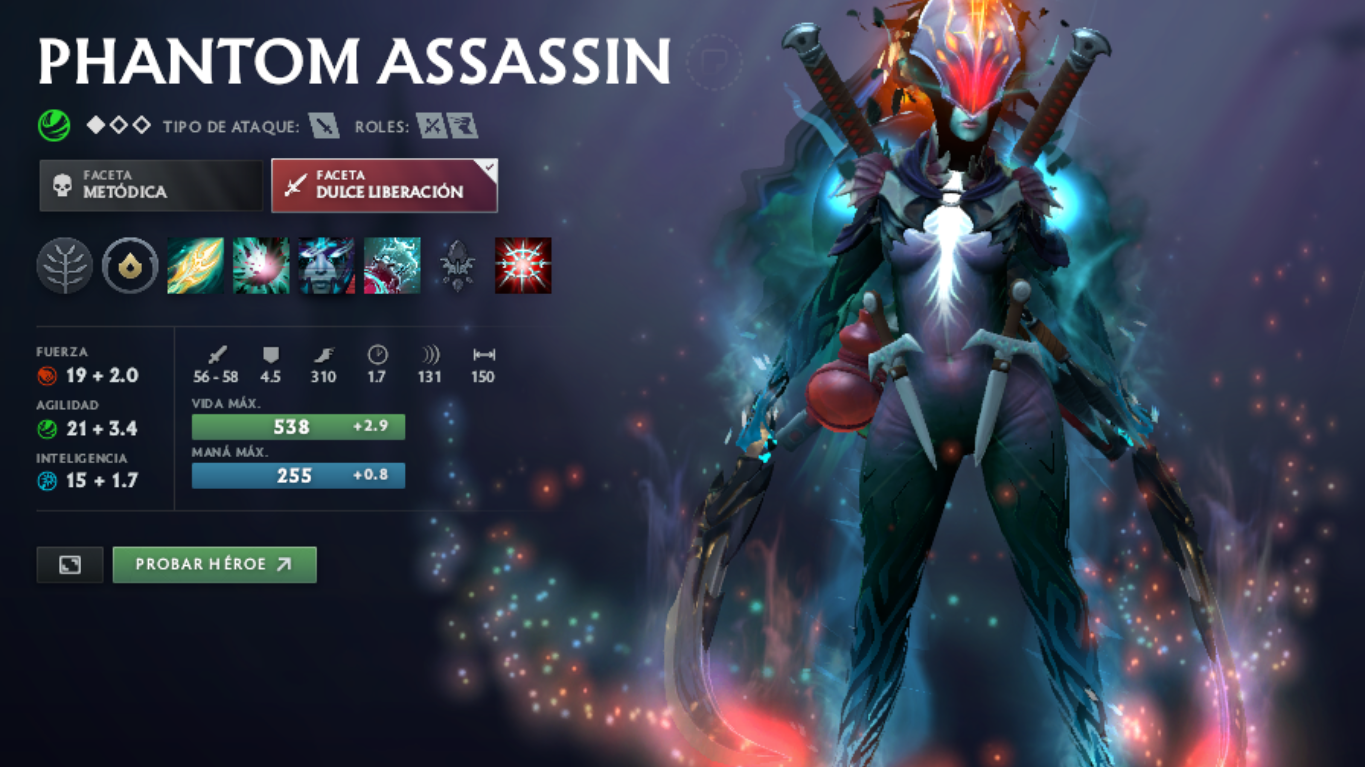 PHANTOM ASSASSIN
TIPO DE ATAQUE: ROLES:
FACETA
METÓDICA
FACETA
DULCE LIBERACIÓN
FUERZA
19 + 2.0
AGILIDAD
21 + 3.4
INTELIGENCIA
15 + 1.7
56 - 58 4.5 310 1.7 131 150
VIDA MÁX.
538 +2.9
MANÁ MÁX.
255 +0.8
PROBAR HÉROE